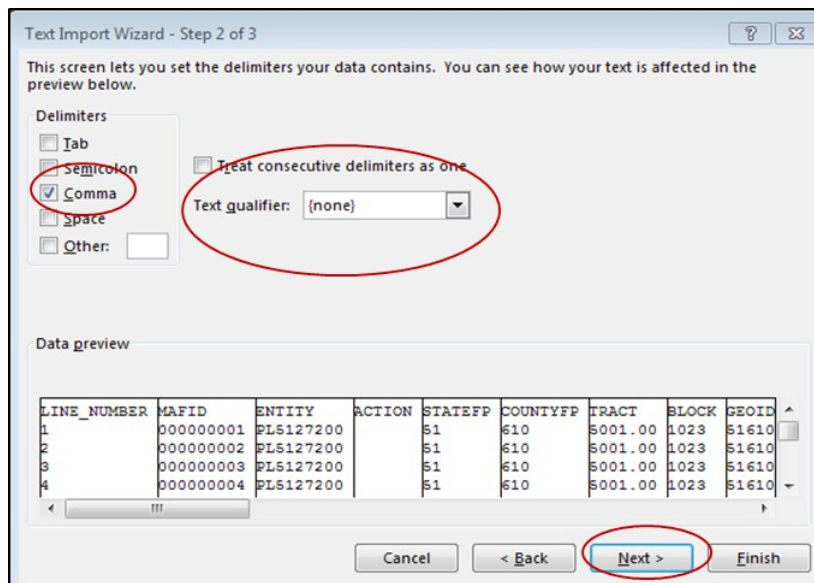 Text Import Wizard - Step 2 of 3
This screen lets you set the delimiters your data contains. You can see how your text is affected in the
preview below.
Delimiters
Tab
Semicolon
Comma
Space
Other:
Treat consecutive delimiters as one
Text qualifier: {none}
Data preview
LINE_NUMBER MAFID ENTITY ACTION STATEFP COUNTYFP TRACT BLOCK GEOID
1 000000001 PL5127200 51 610 5001.00 1023 51610
2 000000002 PL5127200 51 610 5001.00 1023 51610
3 000000003 PL5127200 51 610 5001.00 1023 51610
4 000000004 PL5127200 51 610 5001.00 1023 51610
Cancel < Back Next > Finish